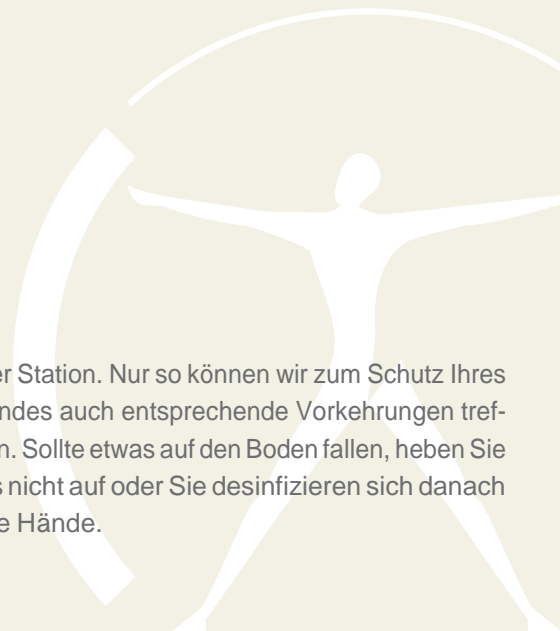 er Station. Nur so können wir zum Schutz Ihres
ndes auch entsprechende Vorkehrungen tref-
n. Sollte etwas auf den Boden fallen, heben Sie
s nicht auf oder Sie desinfizieren sich danach
e Hände.